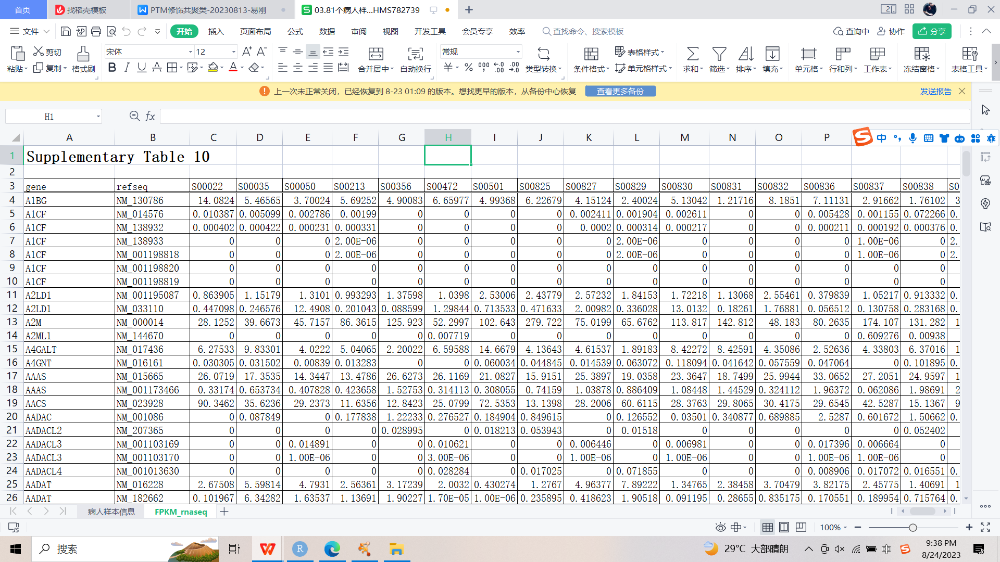 首页 找稻壳模板 PTM修饰共聚类-20230813-易刚 03.81个病人样...HMS782739
文件 开始 插入 页面布局 公式 数据 审阅 视图 开发工具 会员专享 效率 查找命令、搜索模板 查询中 协作 分享
剪切 宋体 12 常规 表格样式
粘贴 复制 格式刷 合并居中 自动换行 类型转换 条件格式 单元格样式 求和 筛选 排序 填充 单元格 行和列 工作表 冻结窗格 表格工具
上一次未正常关闭，已经恢复到 8-23 01:09 的版本。想找更早的版本，从备份中心恢复 查看更多备份 发送报告
H1 fx
A B C D E F G H I J K L M N O P 中
1 Supplementary Table 10
2
3 gene refseq S00022 S00035 S00050 S00213 S00356 S00472 S00501 S00825 S00827 S00829 S00830 S00831 S00832 S00836 S00837 S00838 S0
4 A1BG NM_130786 14.0824 5.46565 3.70024 5.69252 4.90083 6.65977 4.99368 6.22679 4.15124 2.40024 5.13042 1.21716 8.1851 7.11131 2.91662 1.76102 3
5 A1CF NM_014576 0.010387 0.005099 0.002786 0.00199 0 0 0 0 0.002411 0.001904 0.002611 0 0 0.005428 0.001155 0.072266 0.
6 A1CF NM_138932 0.000402 0.000422 0.000231 0.000331 0 0 0 0 0.0002 0.000314 0.000217 0 0 0.000211 0.000192 0.000376 0.
7 A1CF NM_138933 0 0 0 2.00E-06 0 0 0 0 0 2.00E-06 0 0 0 0 1.00E-06 0 2.
8 A1CF NM_001198818 0 0 0 2.00E-06 0 0 0 0 0 2.00E-06 0 0 0 0 1.00E-06 0 2.
9 A1CF NM_001198820 0 0 0 0 0 0 0 0 0 0 0 0 0 0 0 0
10 A1CF NM_001198819 0 0 0 0 0 0 0 0 0 0 0 0 0 0 0 0
11 A2LD1 NM_001195087 0.863905 1.15179 1.3101 0.993293 1.37598 1.0398 2.53006 2.43779 2.57232 1.84153 1.72218 1.13068 2.55461 0.379839 1.05217 0.913332 0.
12 A2LD1 NM_033110 0.447098 0.246576 12.4908 0.201043 0.088599 1.29844 0.713533 0.471633 2.00982 0.336028 13.0132 0.18261 1.76881 0.056512 0.130758 0.283168 0.
13 A2M NM_000014 28.1252 39.6673 45.7157 86.3615 125.923 52.2997 102.643 279.722 75.0199 65.6762 113.817 142.812 48.183 80.2635 174.107 131.282 1
14 A2ML1 NM_144670 0 0 0 0 0 0.007719 0 0 0 0 0 0 0 0 0.609276 0.00938
15 A4GALT NM_017436 6.27533 9.83301 4.0222 5.04065 2.20022 6.59588 14.6679 4.13643 4.61537 1.89183 8.42272 8.42591 4.35086 2.52636 4.33803 6.37016 1
16 A4GNT NM_016161 0.030305 0.031502 0.00839 0.013283 0 0 0.060034 0.044845 0.014539 0.063072 0.118094 0.041642 0.057559 0.047064 0 0.101895 0.
17 AAAS NM_015665 26.0719 17.3535 14.3447 13.4786 26.6273 26.1169 21.0827 15.9151 25.3897 19.0358 23.3647 18.7499 25.9944 33.0652 27.2051 24.9597 1
18 AAAS NM_001173466 0.33174 0.653734 0.407828 0.423658 1.52753 0.314113 0.308055 0.74159 1.03878 0.886409 1.08448 1.44529 0.324112 1.96372 0.062086 1.98691 2
19 AACS NM_023928 90.3462 35.6236 29.2373 11.6356 12.8423 25.0799 72.5353 13.1398 28.2006 60.6115 28.3763 29.8065 30.4175 29.6545 42.5287 15.1367 9
20 AADAC NM_001086 0 0.087849 0 0.177838 1.22233 0.276527 0.184904 0.849615 0 0.126552 0.03501 0.340877 0.689885 2.5287 0.601672 1.50662 0.
21 AADACL2 NM_207365 0 0 0 0 0.028995 0 0.018213 0.053943 0 0.01518 0 0 0 0 0 0.052402
22 AADACL3 NM_001103169 0 0 0.014891 0 0 0.010621 0 0 0.006446 0 0.006981 0 0 0.017396 0.006664 0
23 AADACL3 NM_001103170 0 0 1.00E-06 0 0 3.00E-06 0 0 1.00E-06 0 1.00E-06 0 0 1.00E-06 1.00E-06 0
24 AADACL4 NM_001013630 0 0 0 0 0 0.028284 0 0.017025 0 0.071855 0 0 0 0.008906 0.017072 0.016551 0.
25 AADAT NM_016228 2.67508 5.59814 4.7931 2.56361 3.17239 2.0032 0.430274 1.2767 4.96377 7.89222 1.34765 2.38458 3.70479 3.82175 2.45775 1.40691 1
26 AADAT NM_182662 0.101967 6.34282 1.63537 1.13691 1.90227 1.70E-05 1.00E-06 0.235895 0.418623 1.90518 0.091195 0.28655 0.835175 0.170551 0.189954 0.715764 0.
病人样本信息 FPKM_rnaseq
100%
搜索 29°C 大部晴朗 中 9:38 PM
8/24/2023